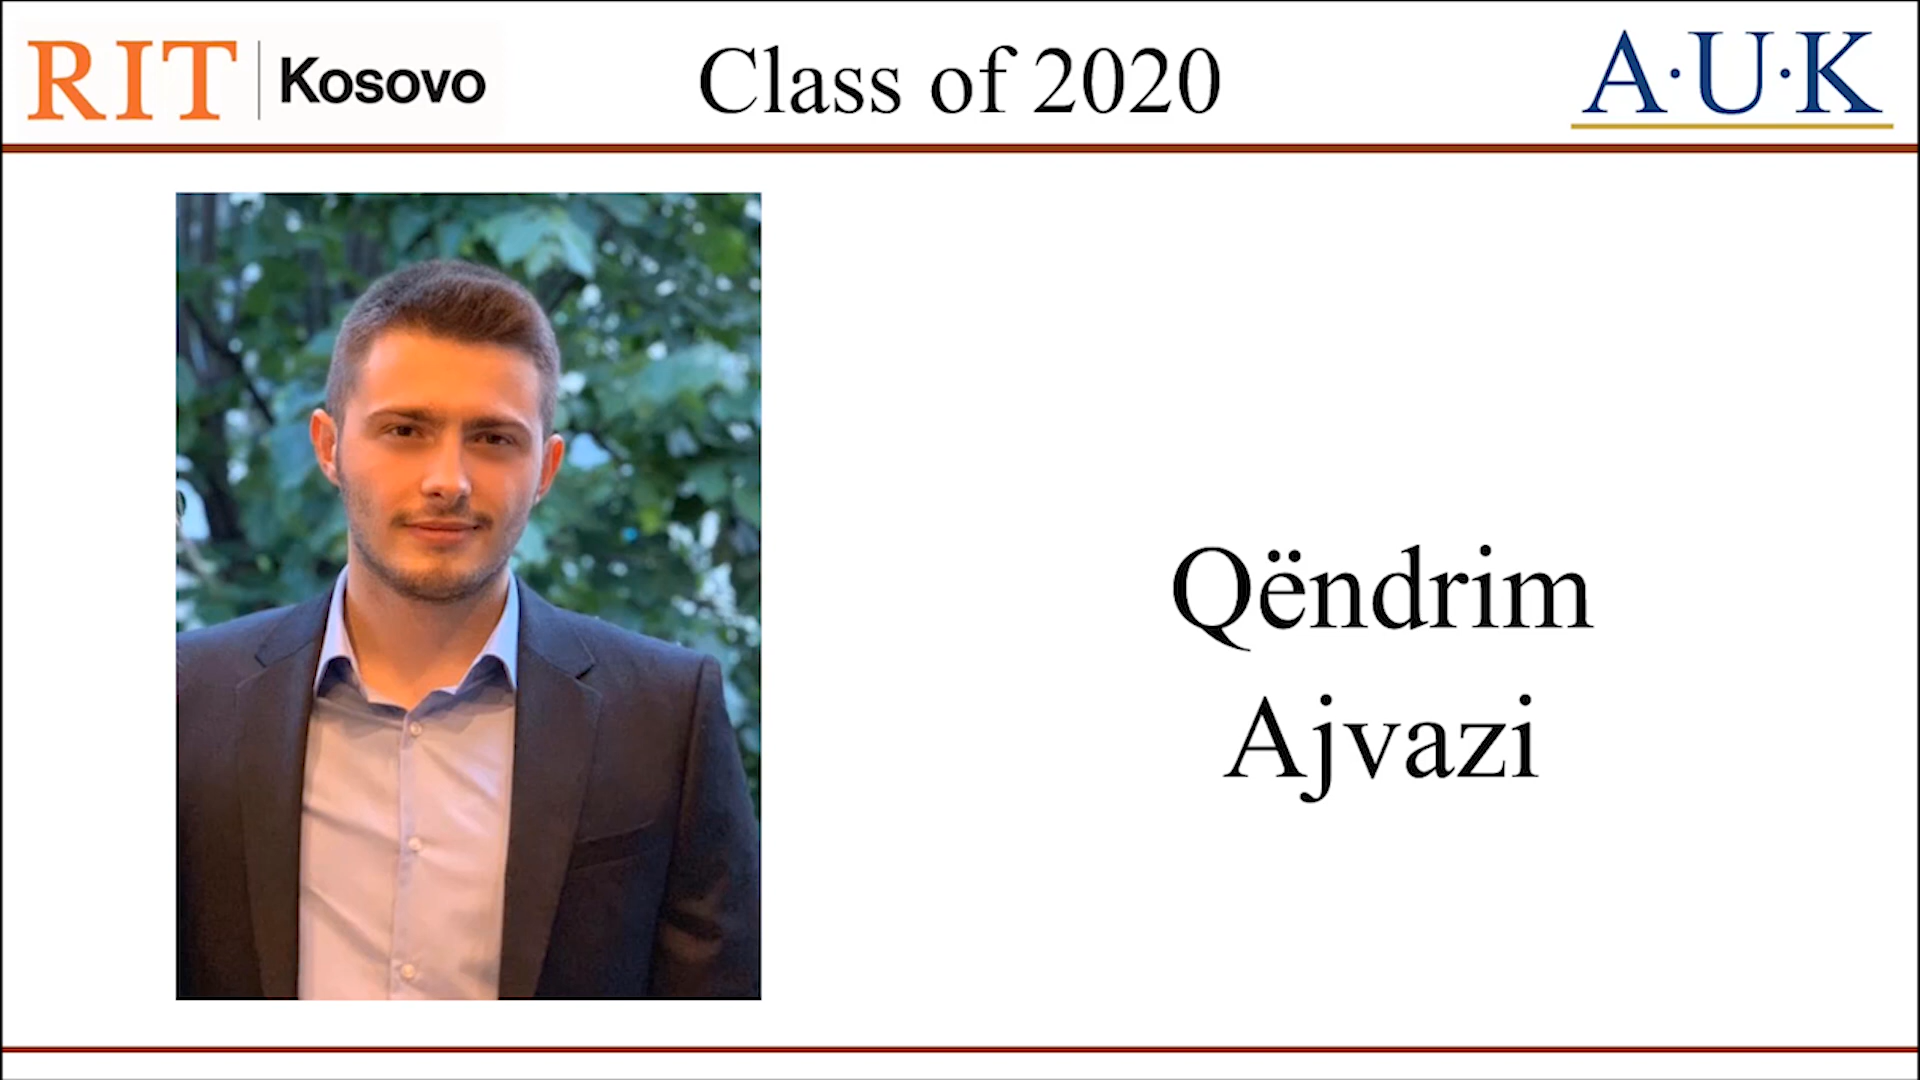 RIT | Kosovo
Class of 2020
A·U·K
Qëndrim
Ajvazi